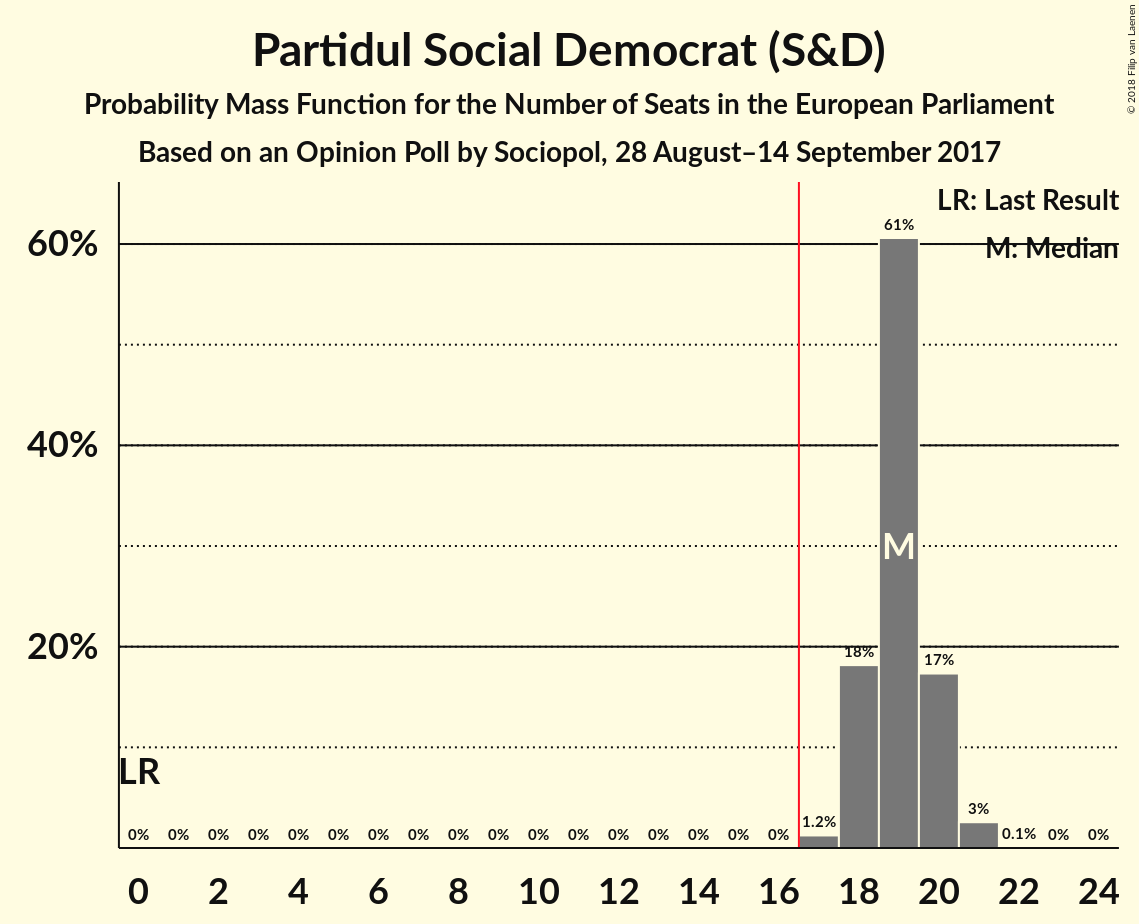 Partidul Social Democrat (S&D)
Probability Mass Function for the Number of Seats in the European Parliament
Based on an Opinion Poll by Sociopol, 28 August–14 September 2017
© 2018 Filip van Laenen
LR: Last Result
M: Median
60%
40%
20%
61%
M
18%
17%
LR
0% 0% 0% 0% 0% 0% 0% 0% 0% 0% 0% 0% 0% 0% 0% 0% 0% 1.2% 3% 0.1% 0% 0%
0 2 4 6 8 10 12 14 16 18 20 22 24